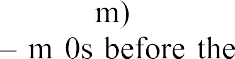 m)
– m 0s before the